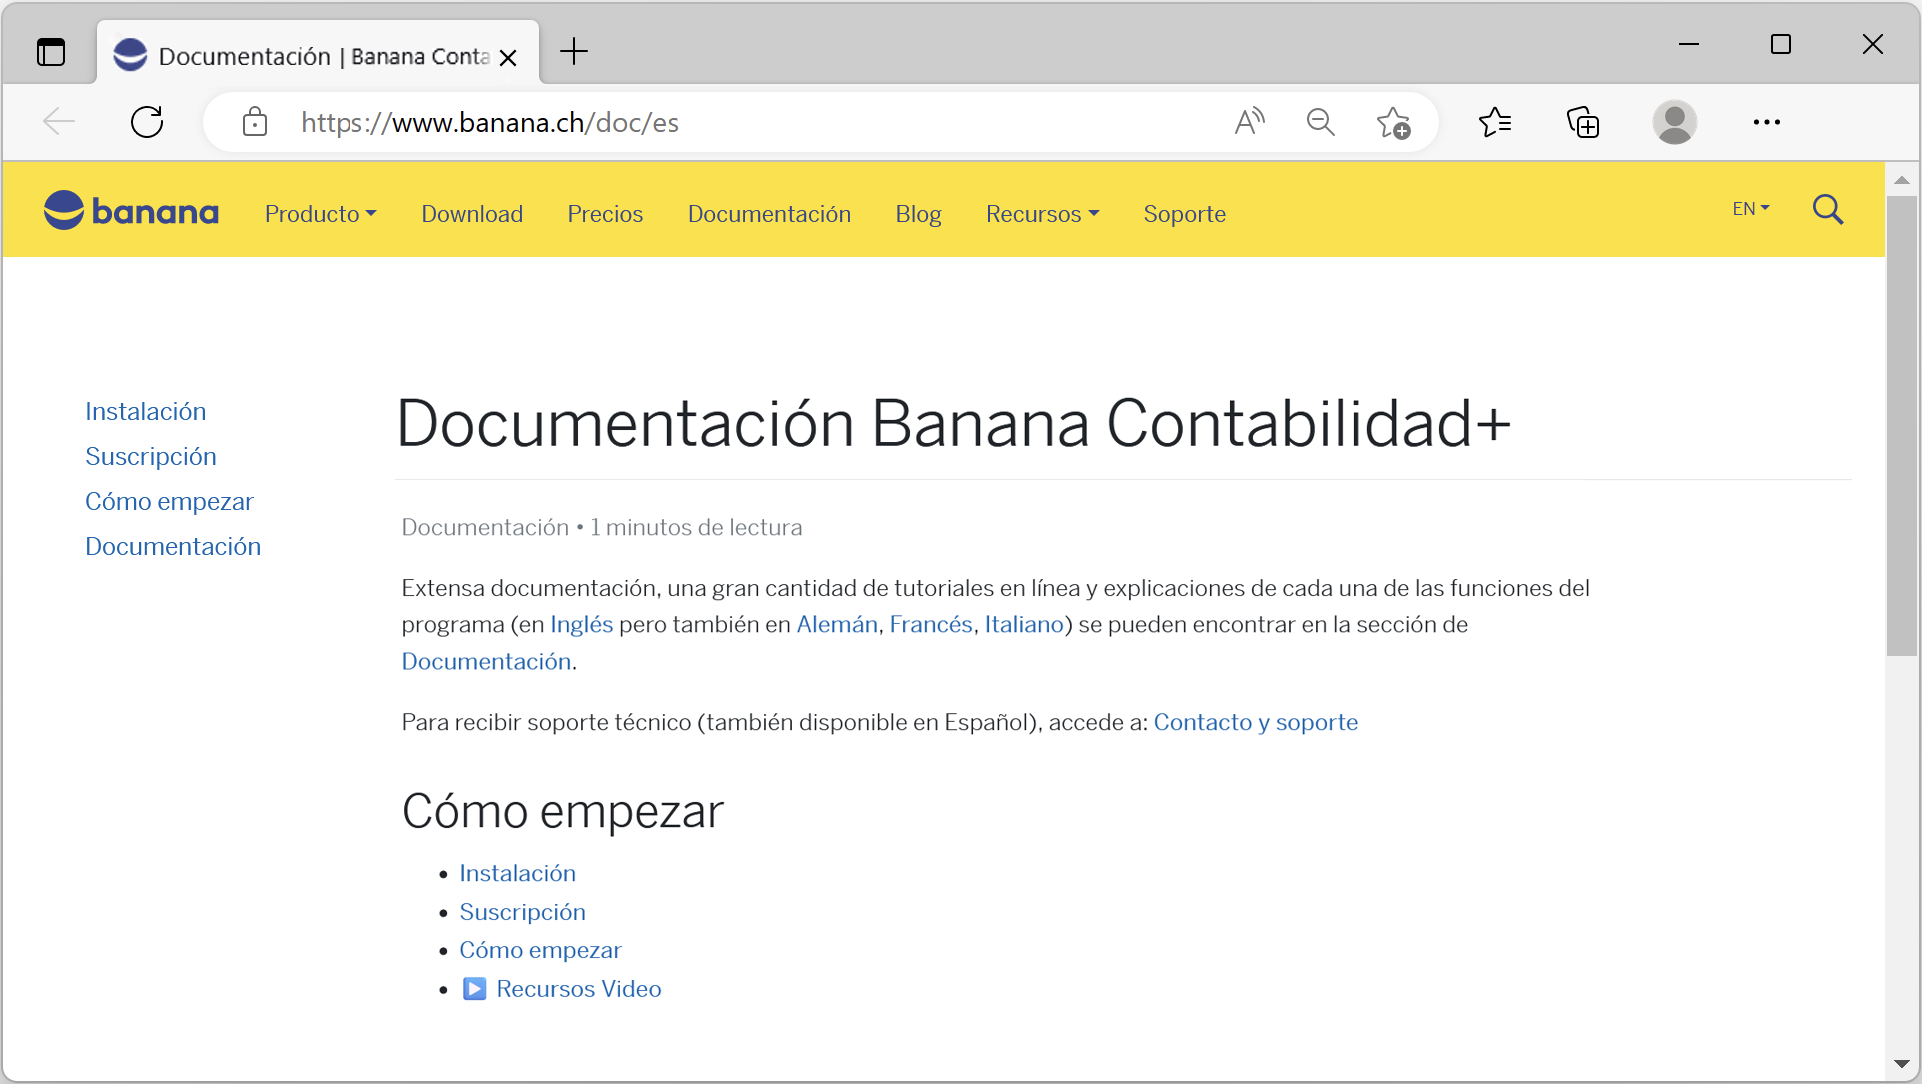 Documentación | Banana Conta
https://www.banana.ch/doc/es
banana Producto Download Precios Documentación Blog Recursos Soporte EN
Instalación
Suscripción
Cómo empezar
Documentación
Documentación Banana Contabilidad+
Documentación • 1 minutos de lectura
Extensa documentación, una gran cantidad de tutoriales en línea y explicaciones de cada una de las funciones del
programa (en Inglés pero también en Alemán, Francés, Italiano) se pueden encontrar en la sección de
Documentación.
Para recibir soporte técnico (también disponible en Español), accede a: Contacto y soporte
Cómo empezar
• Instalación
• Suscripción
• Cómo empezar
• Recursos Video